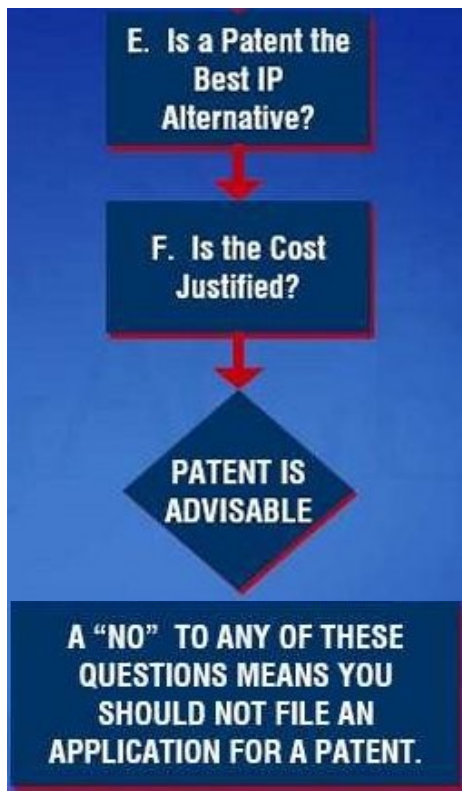 E. Is a Patent the
Best IP
Alternative?
F. Is the Cost
Justified?
PATENT IS
ADVISABLE
A “NO” TO ANY OF THESE
QUESTIONS MEANS YOU
SHOULD NOT FILE AN
APPLICATION FOR A PATENT.